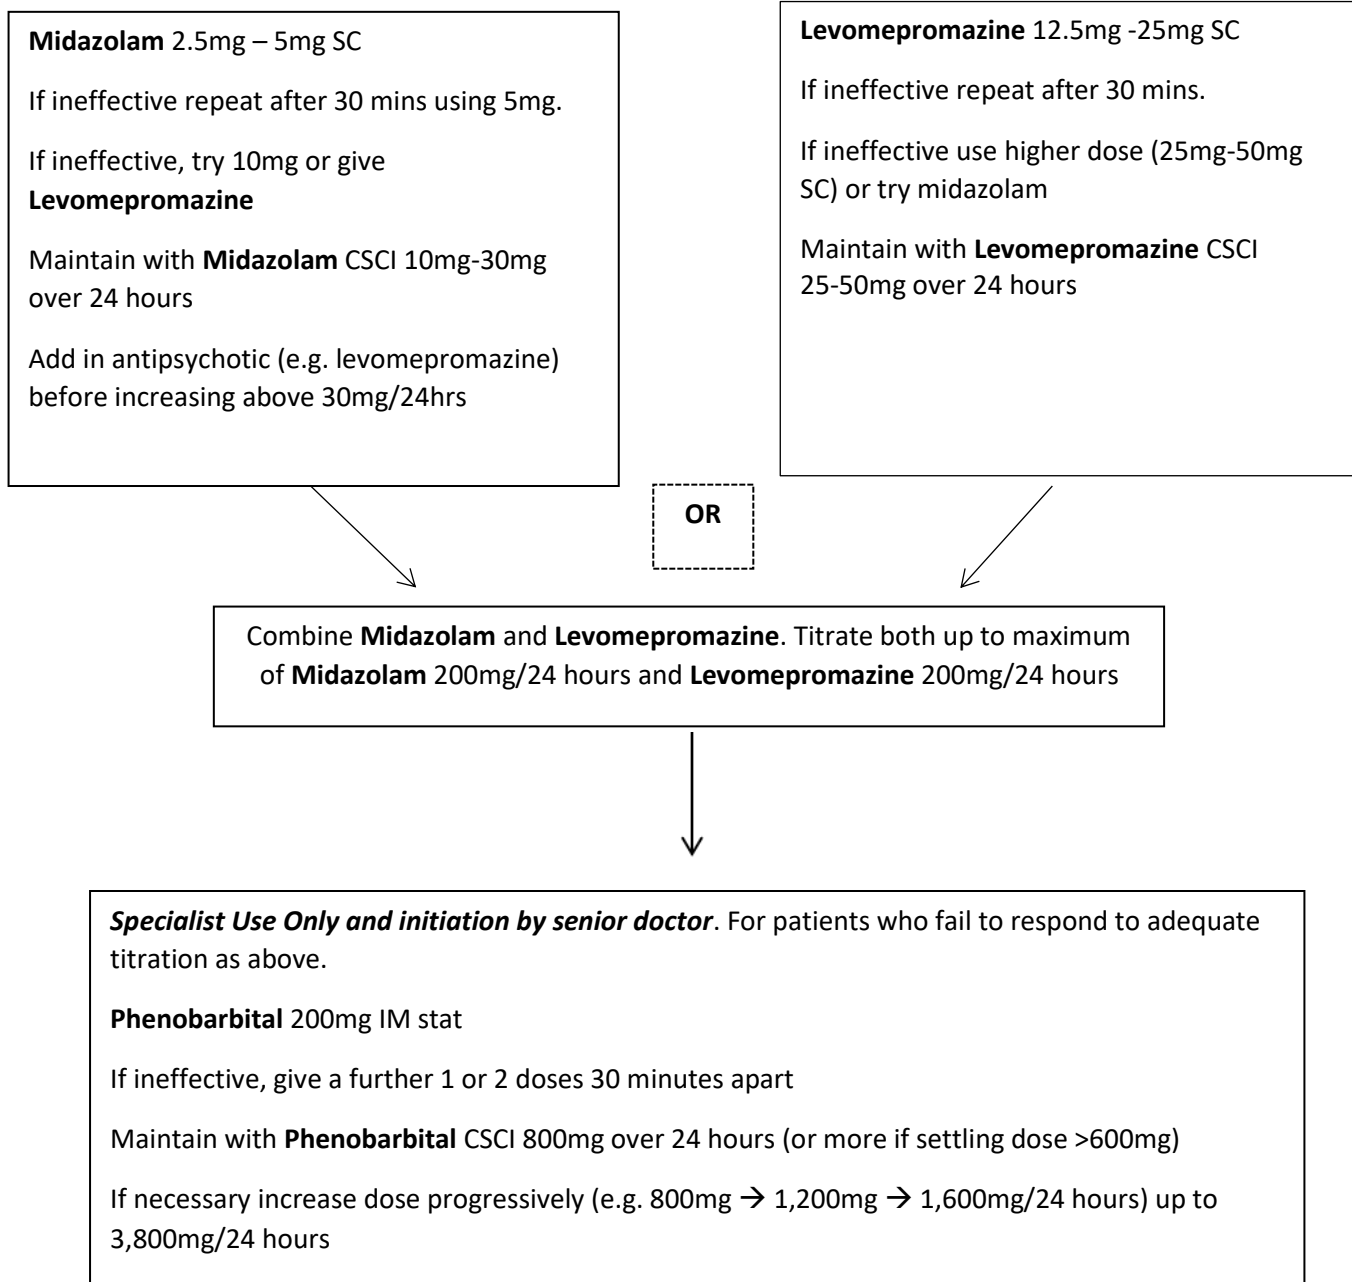 Midazolam 2.5mg – 5mg SC
If ineffective repeat after 30 mins using 5mg.
If ineffective, try 10mg or give
Levomepromazine
Maintain with Midazolam CSCI 10mg-30mg
over 24 hours
Add in antipsychotic (e.g. levomepromazine)
before increasing above 30mg/24hrs
Levomepromazine 12.5mg -25mg SC
If ineffective repeat after 30 mins.
If ineffective use higher dose (25mg-50mg
SC) or try midazolam
Maintain with Levomepromazine CSCI
25-50mg over 24 hours
OR
Combine Midazolam and Levomepromazine. Titrate both up to maximum
of Midazolam 200mg/24 hours and Levomepromazine 200mg/24 hours
Specialist Use Only and initiation by senior doctor. For patients who fail to respond to adequate
titration as above.
Phenobarbital 200mg IM stat
If ineffective, give a further 1 or 2 doses 30 minutes apart
Maintain with Phenobarbital CSCI 800mg over 24 hours (or more if settling dose >600mg)
If necessary increase dose progressively (e.g. 800mg → 1,200mg → 1,600mg/24 hours) up to
3,800mg/24 hours